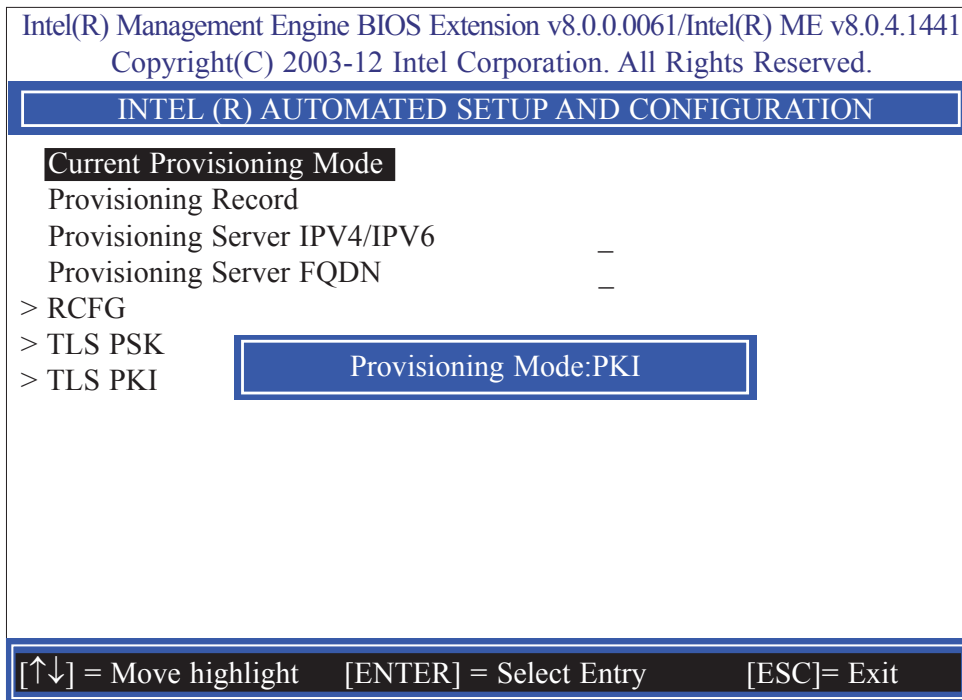 Intel(R) Management Engine BIOS Extension v8.0.0.0061/Intel(R) ME v8.0.4.1441
Copyright(C) 2003-12 Intel Corporation. All Rights Reserved.
INTEL (R) AUTOMATED SETUP AND CONFIGURATION
Current Provisioning Mode
Provisioning Record
Provisioning Server IPV4/IPV6 _
Provisioning Server FQDN _
> RCFG
> TLS PSK
> TLS PKI
Provisioning Mode:PKI
[↑↓] = Move highlight [ENTER] = Select Entry [ESC]= Exit